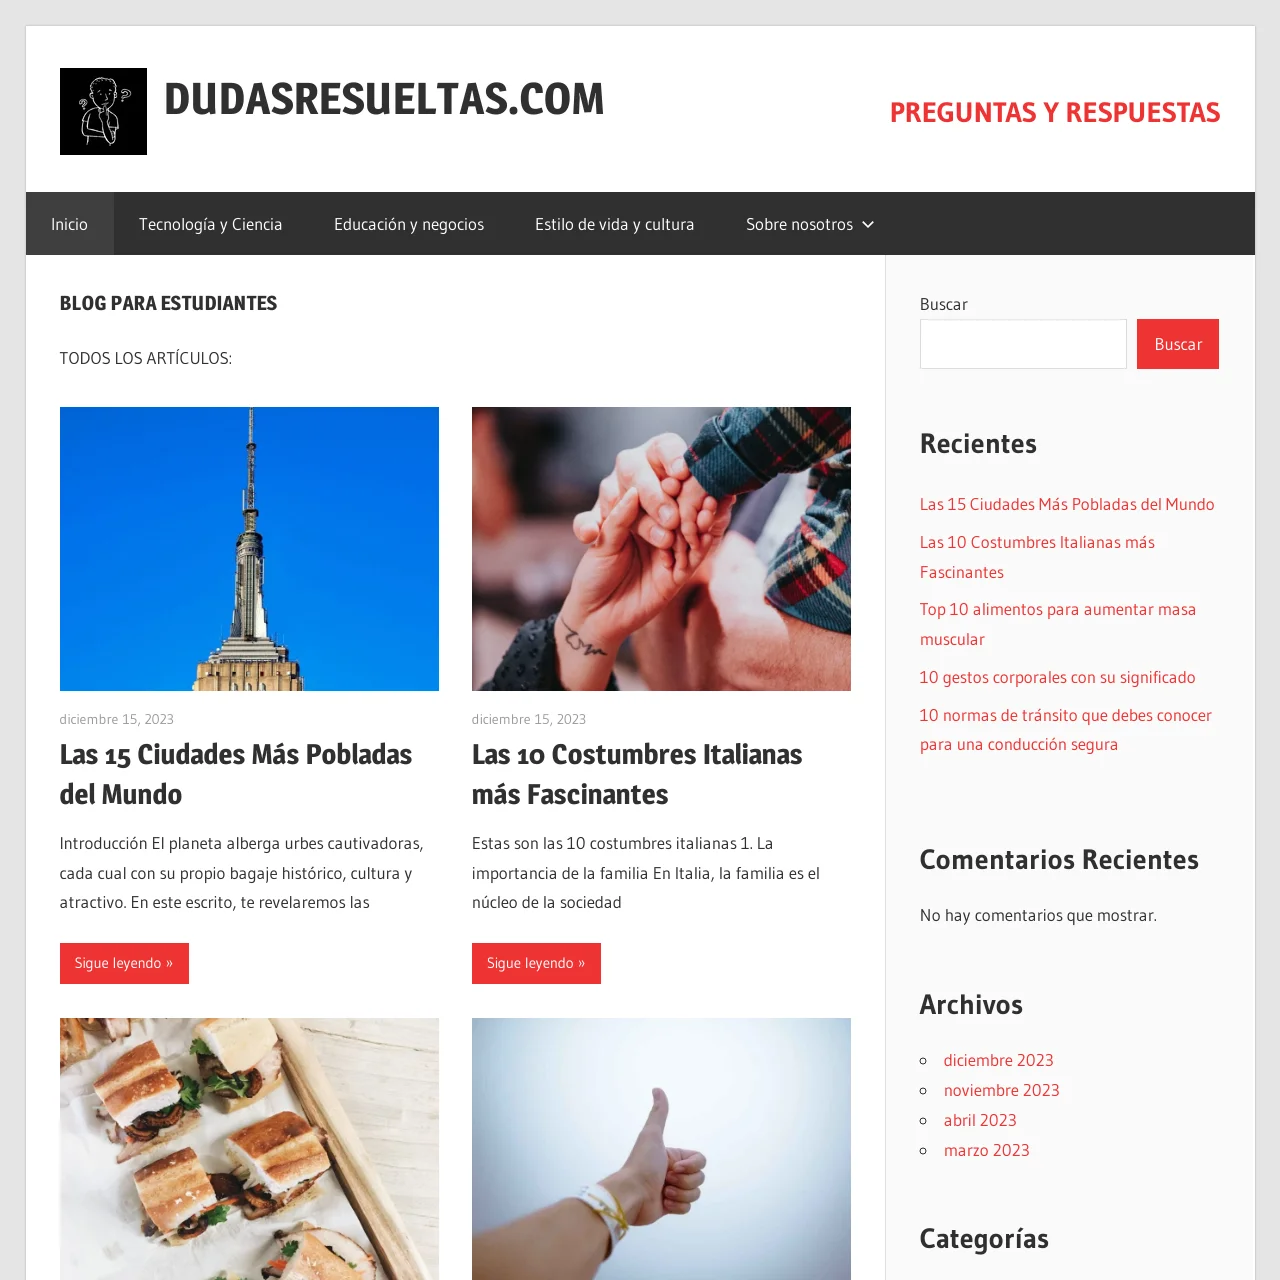 DUDASRESUELTAS.COM
PREGUNTAS Y RESPUESTAS
Inicio
Tecnología y Ciencia
Educación y negocios
Estilo de vida y cultura
Sobre nosotros
BLOG PARA ESTUDIANTES
TODOS LOS ARTÍCULOS:
diciembre 15, 2023
Las 15 Ciudades Más Pobladas
del Mundo
Introducción El planeta alberga urbes cautivadoras,
cada cual con su propio bagaje histórico, cultura y
atractivo. En este escrito, te revelaremos las
Sigue leyendo »
diciembre 15, 2023
Las 10 Costumbres Italianas
más Fascinantes
Estas son las 10 costumbres italianas 1. La
importancia de la familia En Italia, la familia es el
núcleo de la sociedad
Sigue leyendo »
Buscar
Buscar
Recientes
Las 15 Ciudades Más Pobladas del Mundo
Las 10 Costumbres Italianas más
Fascinantes
Top 10 alimentos para aumentar masa
muscular
10 gestos corporales con su significado
10 normas de tránsito que debes conocer
para una conducción segura
Comentarios Recientes
No hay comentarios que mostrar.
Archivos
diciembre 2023
noviembre 2023
abril 2023
marzo 2023
Categorías